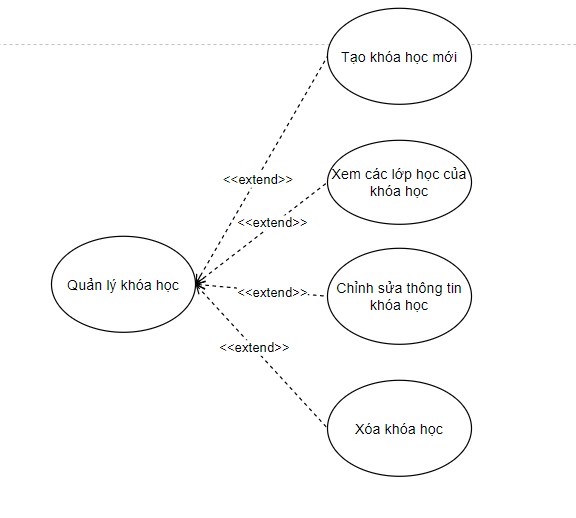 Tạo khóa học mới
<<extend>>
Xem các lớp học của
khóa học
<<extend>>
Quản lý khóa học
<<extend>>
Chỉnh sửa thông tin
khóa học
<<extend>>
Xóa khóa học